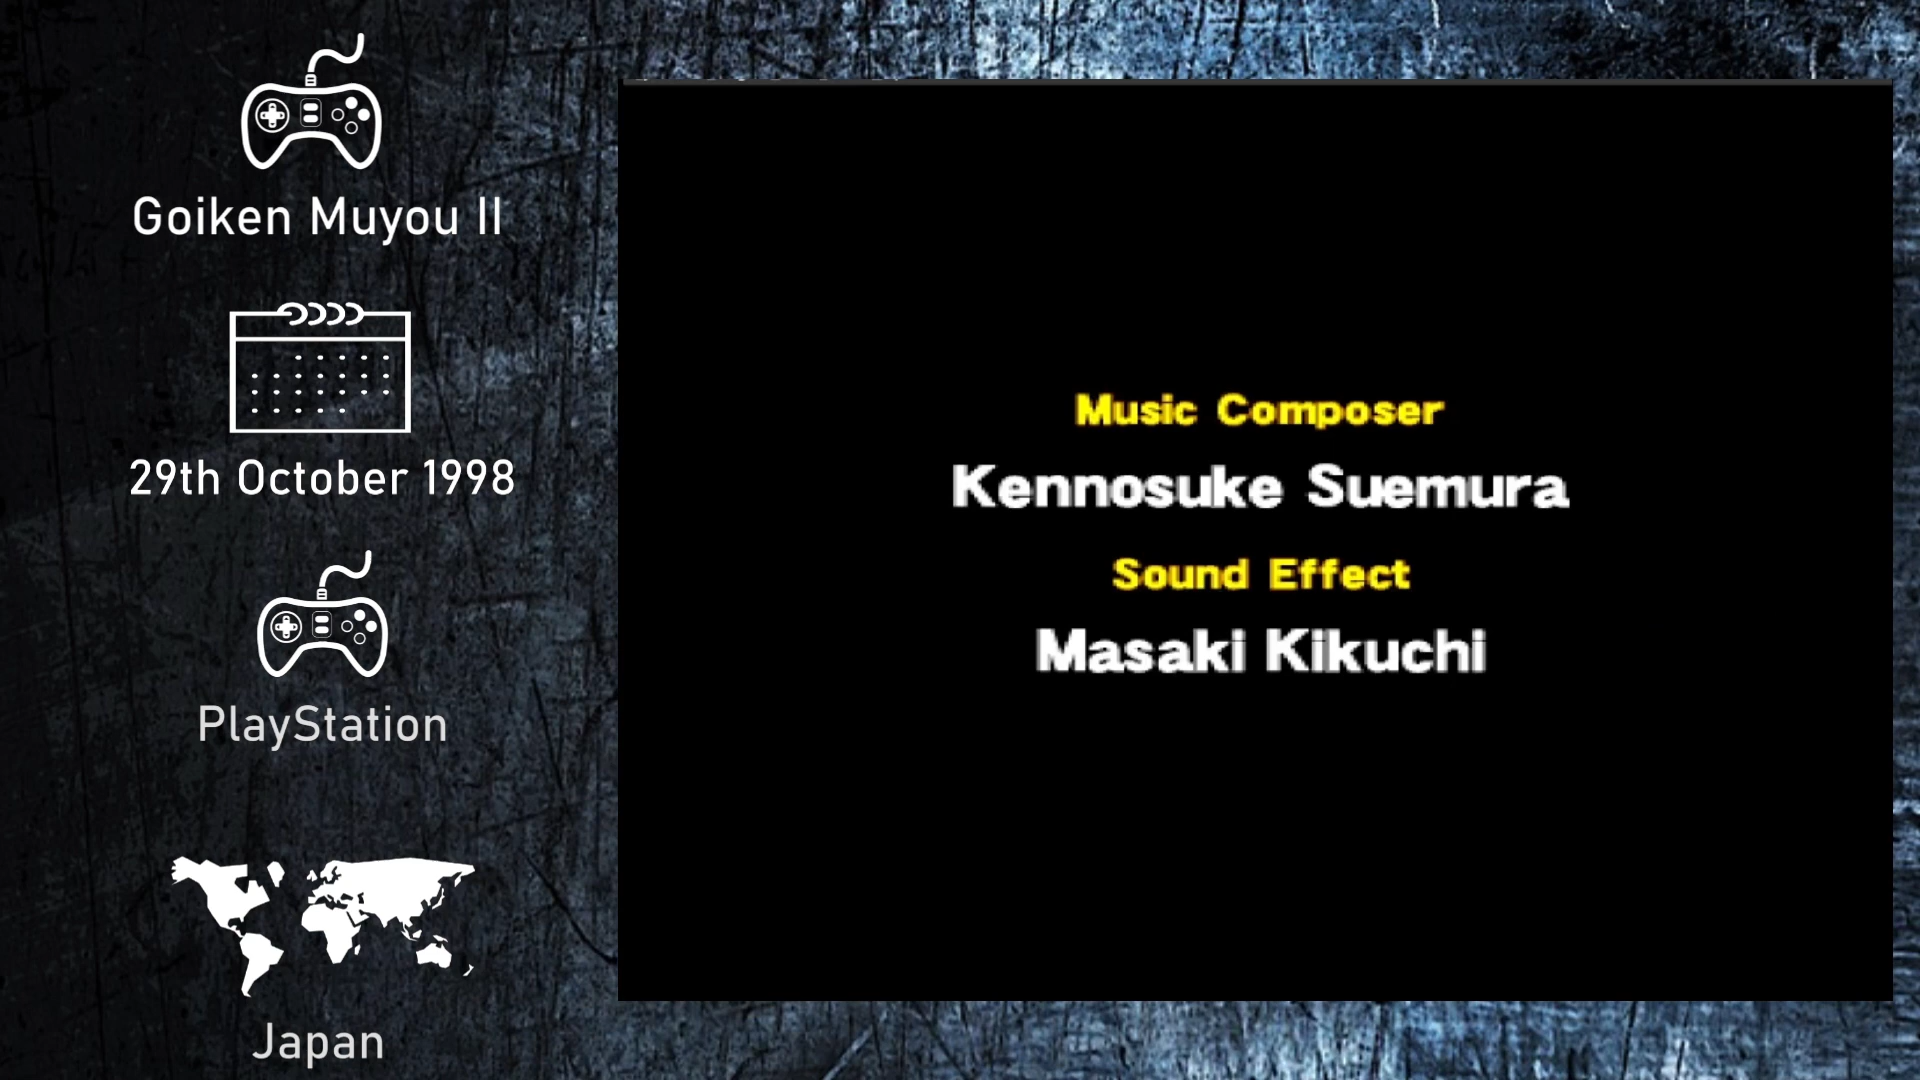 Goiken Muyou II
29th October 1998
PlayStation
Japan
Music Composer
Kennosuke Suemura
Sound Effect
Masaki Kikuchi